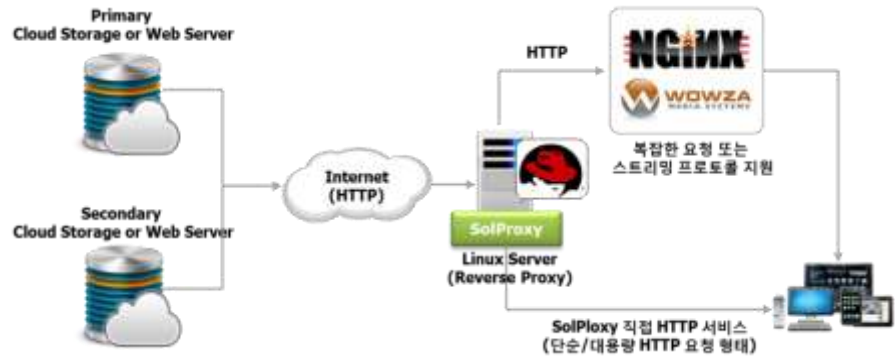 Primary
Cloud Storage or Web Server
HTTP
NGINX
WOWZA
MEDIA SYSTEMS
복잡한 요청 또는
스트리밍 프로토콜 지원
Internet
(HTTP)
Secondary
Cloud Storage or Web Server
SolProxy
Linux Server
(Reverse Proxy)
SolPloxy 직접 HTTP 서비스
(단순/대용량 HTTP 요청 형태)